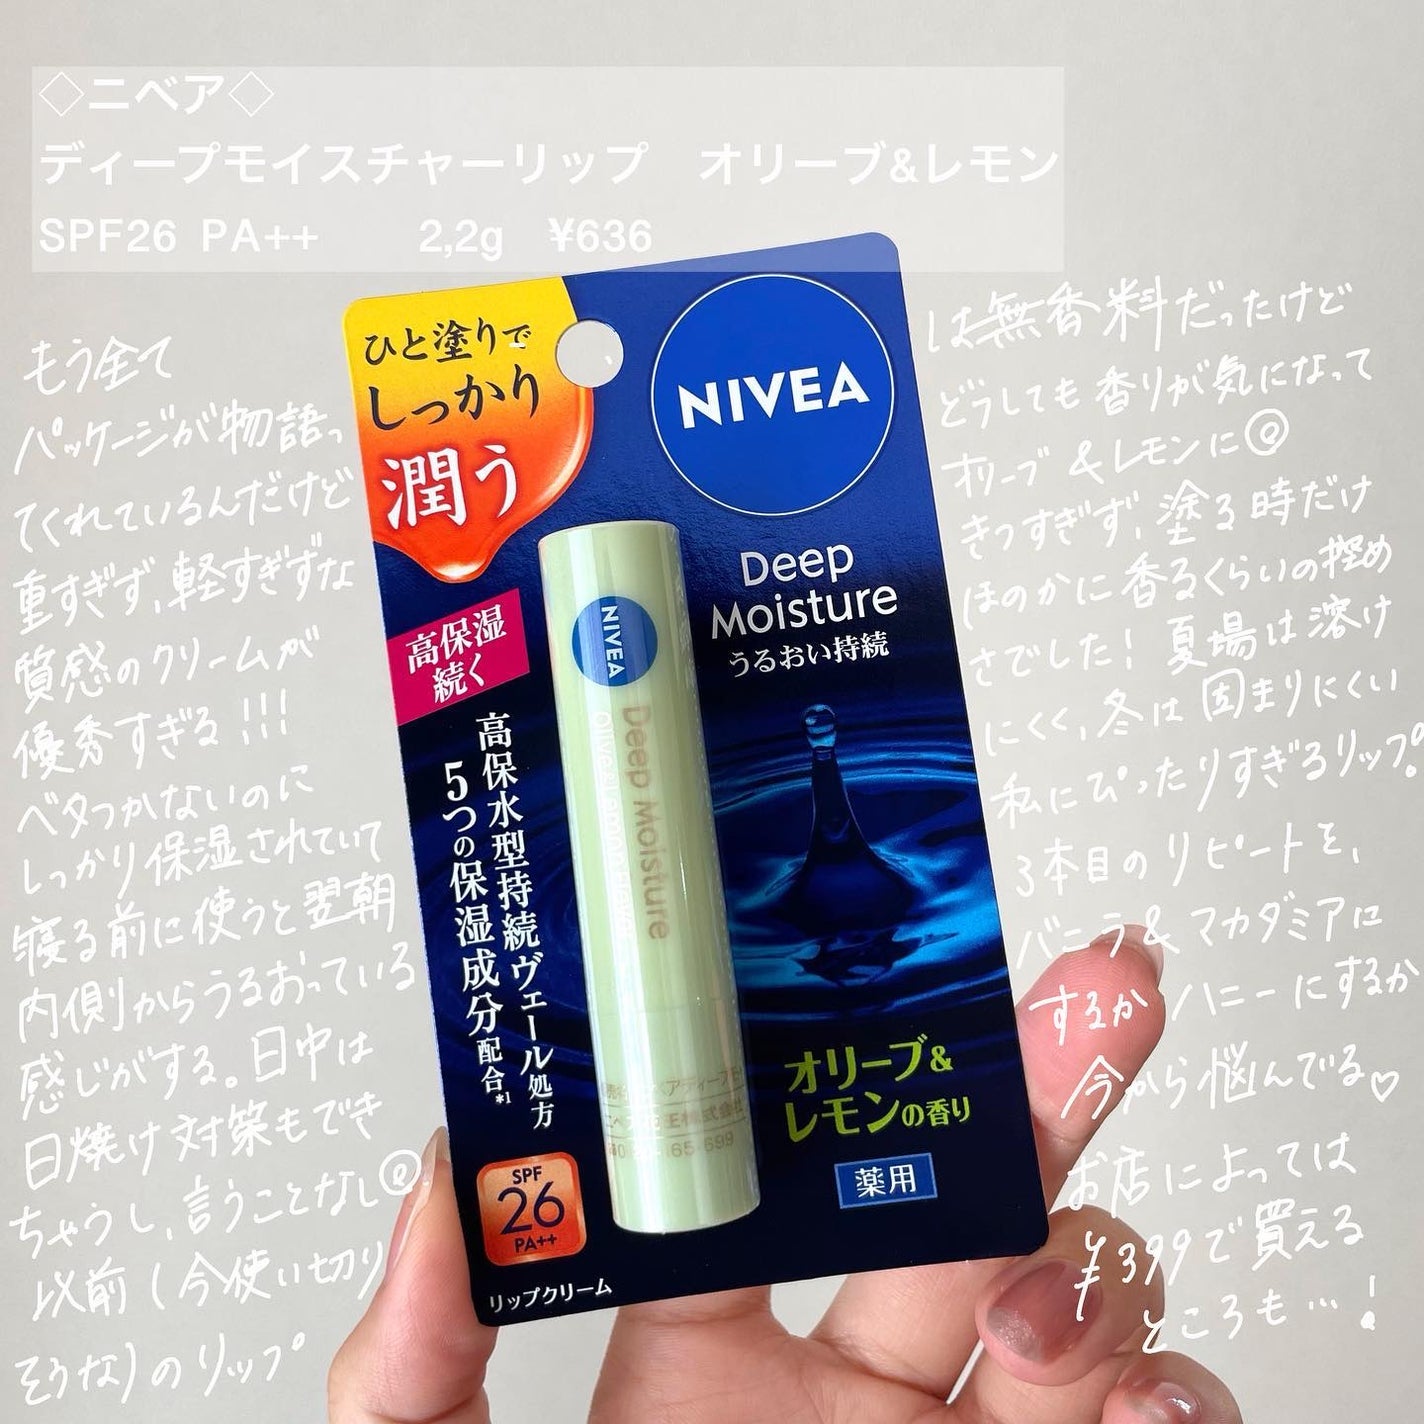 ◇ニベア◇
ディープモイスチャーリップ　オリーブ&レモン
SPF26 PA++　　2,2g　¥636
もう全て
パッケージが物語っ
てくれているんだけど
重すぎず、軽すぎずな
質感のクリームが
優秀すぎる!!!
ベタつかないのに
しっかり保湿されていて
寝る前に使うと翌朝
内側からうるおっている
感じがする。日中は
日焼け対策もでき
ちゃうし、言うことなし◎
以前(今使い切り
そうな)のリップ
は無香料だったけど
どうしても香りが気になって
オリーブ&レモンに◎
きつすぎず、塗る時だけ
ほのかに香るくらいの控め
さでした!夏場は溶け
にくく、冬は固まりにくい
私にぴったりすぎるリップ。
3本目のリピートを、
バニラ&マカダミアに
するかハニーにするか
今から悩んでる♡
お店によっては
¥399で買える
ところも…!
ひと塗りで
しっかり
潤う
NIVEA
Deep
Moisture
うるおい持続
高保湿
続く
高保水型持続ヴェール処方
5つの保湿成分配合*1
NIVEA
Deep Moisture
オリーブ&
レモンの香り
薬用
SPF
26
PA++
リップクリーム